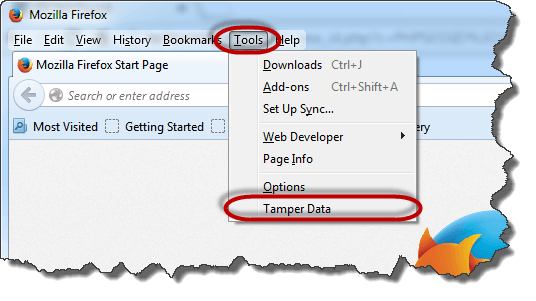 Mozilla Firefox
File Edit View History Bookmarks Tools Help
Mozilla Firefox Start Page
Search or enter address
Most Visited Getting Started
Downloads Ctrl+J
Add-ons Ctrl+Shift+A
Set Up Sync...
Web Developer
Page Info
Options
Tamper Data